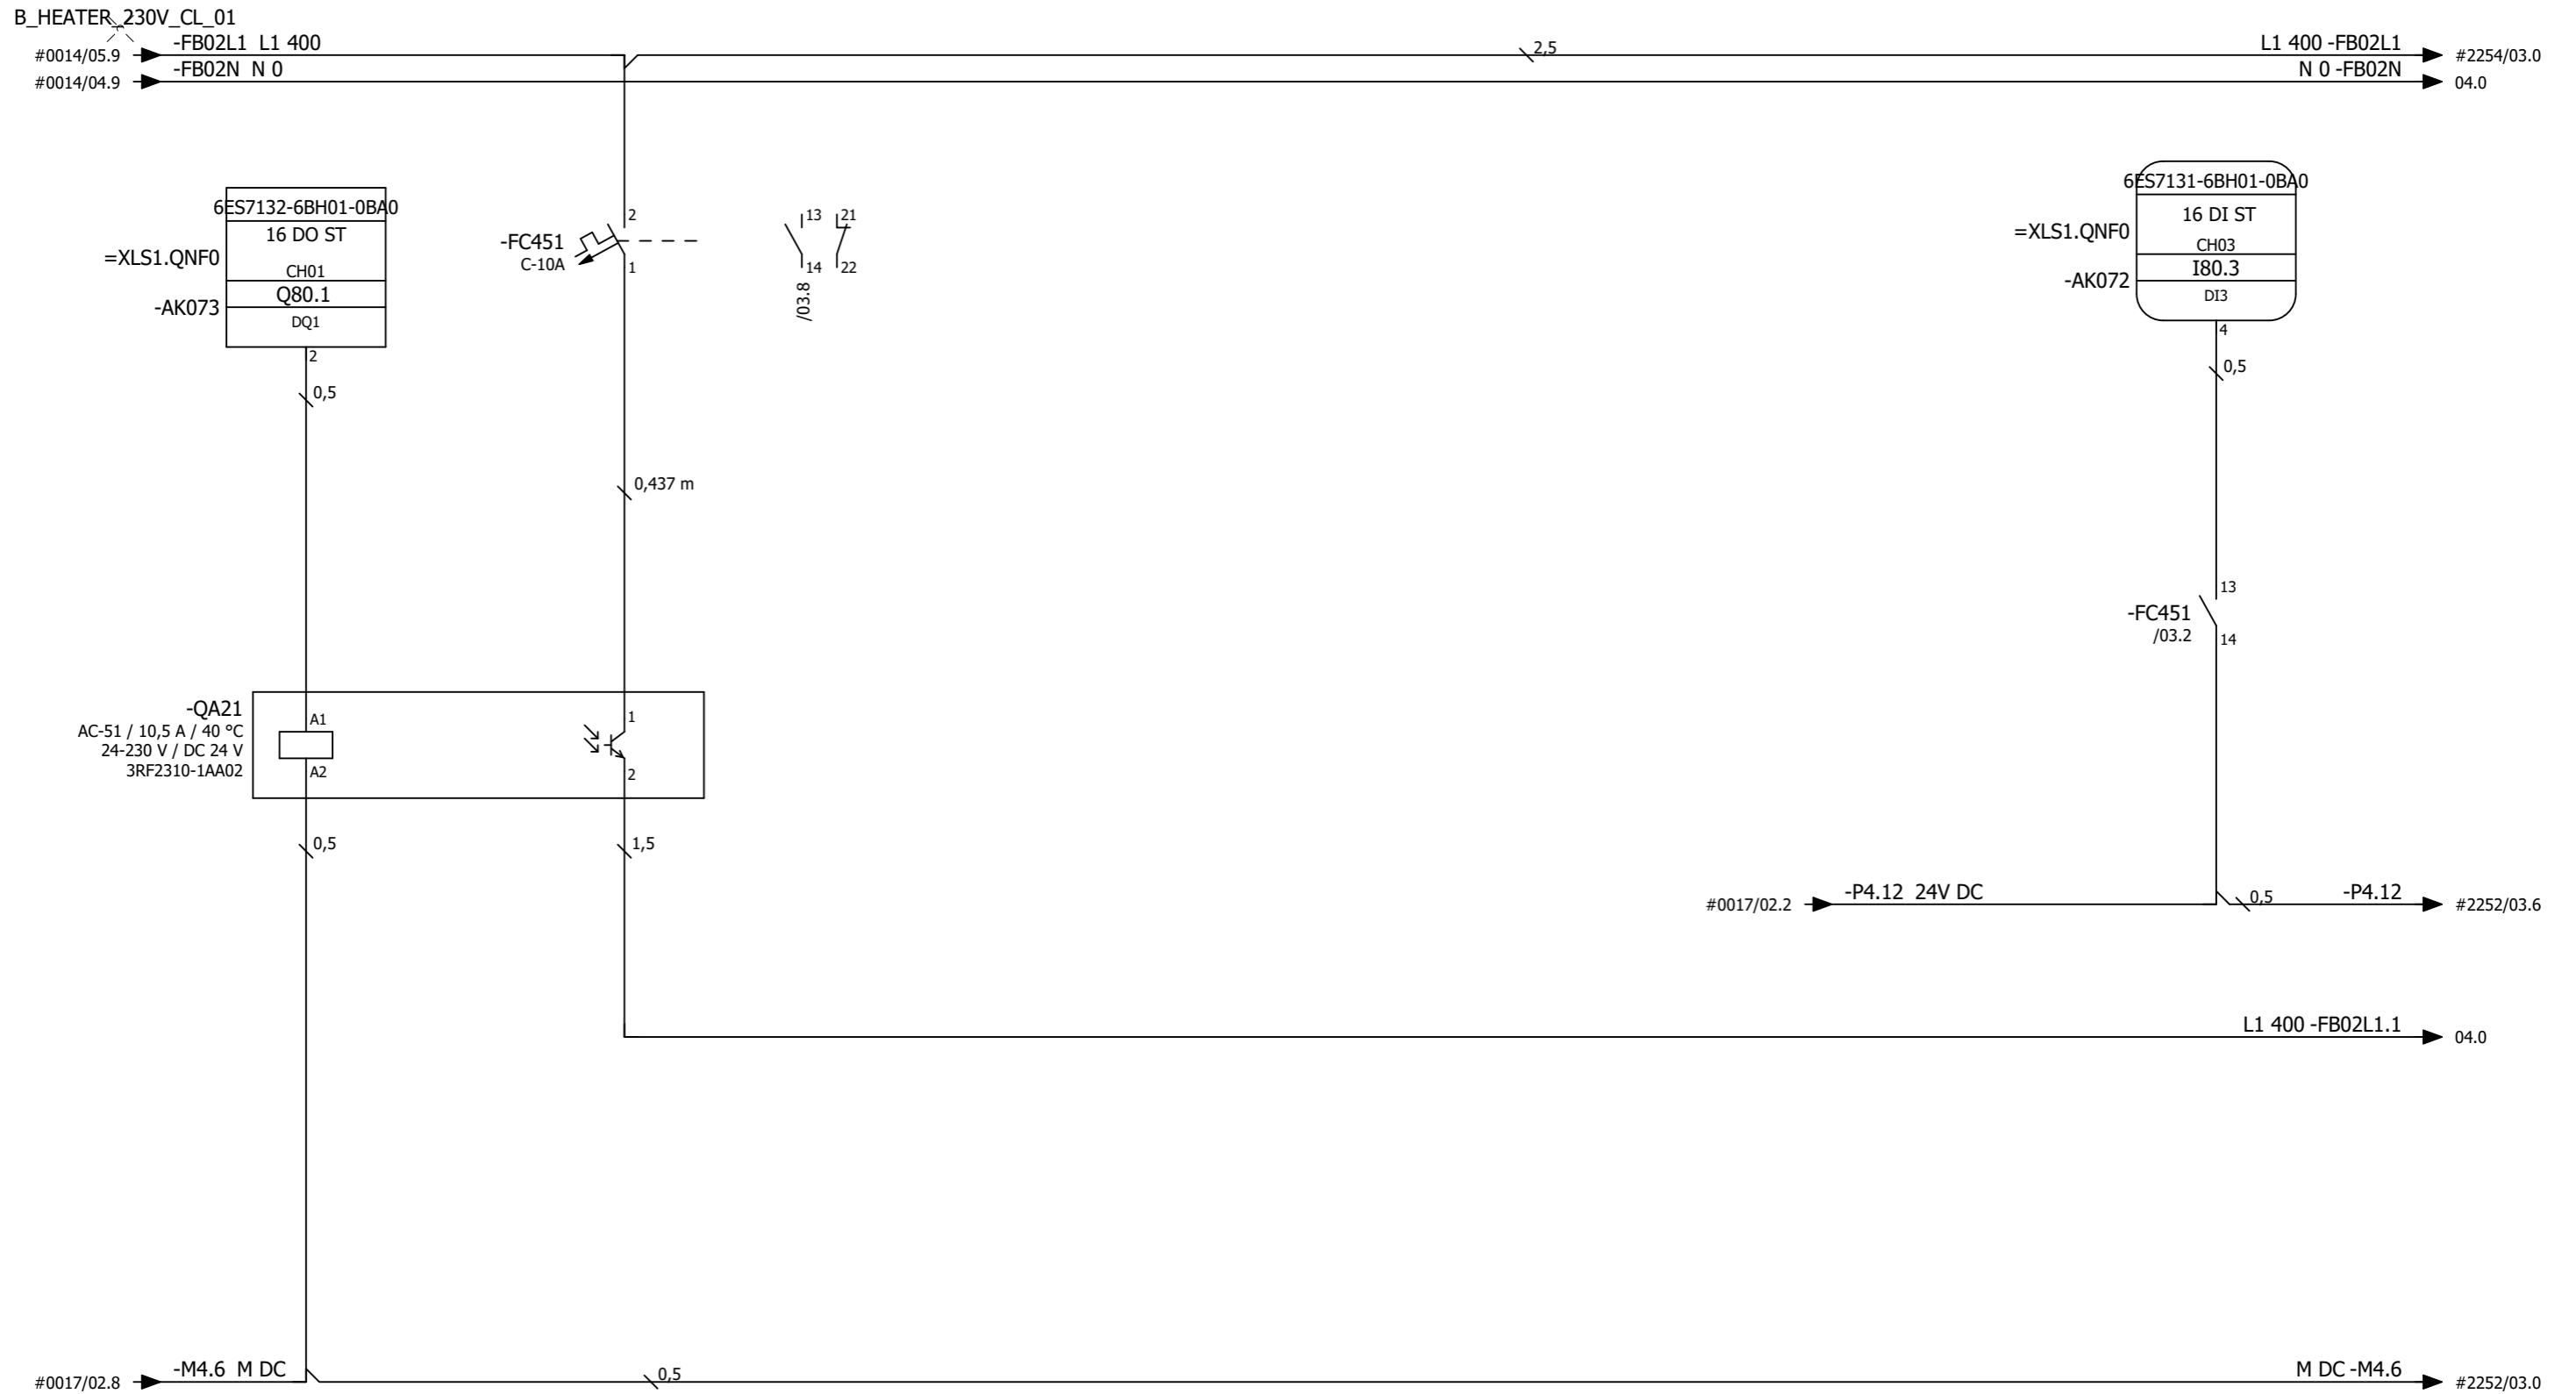 B_HEATER_230V_CL_01
#0014/05.9
-FB02L1 L1 400
2,5
L1 400 -FB02L1
#2254/03.0
#0014/04.9
-FB02N N 0
N 0 -FB02N
04.0
6ES7132-6BH01-0BA0
16 DO ST
=XLS1.QNF0
CH01
Q80.1
-AK073
DQ1
2
0,5
2
-FC451
C-10A
1
13
21
14
22
/03.8
6ES7131-6BH01-0BA0
16 DI ST
=XLS1.QNF0
CH03
I80.3
-AK072
DI3
4
0,5
0,437 m
13
-FC451
/03.2
14
-QA21
AC-51 / 10,5 A / 40 °C
24-230 V / DC 24 V
3RF2310-1AA02
A1
A2
1
2
0,5
1,5
#0017/02.2
-P4.12 24V DC
0,5
-P4.12
#2252/03.6
L1 400 -FB02L1.1
04.0
#0017/02.8
-M4.6 M DC
0,5
M DC -M4.6
#2252/03.0